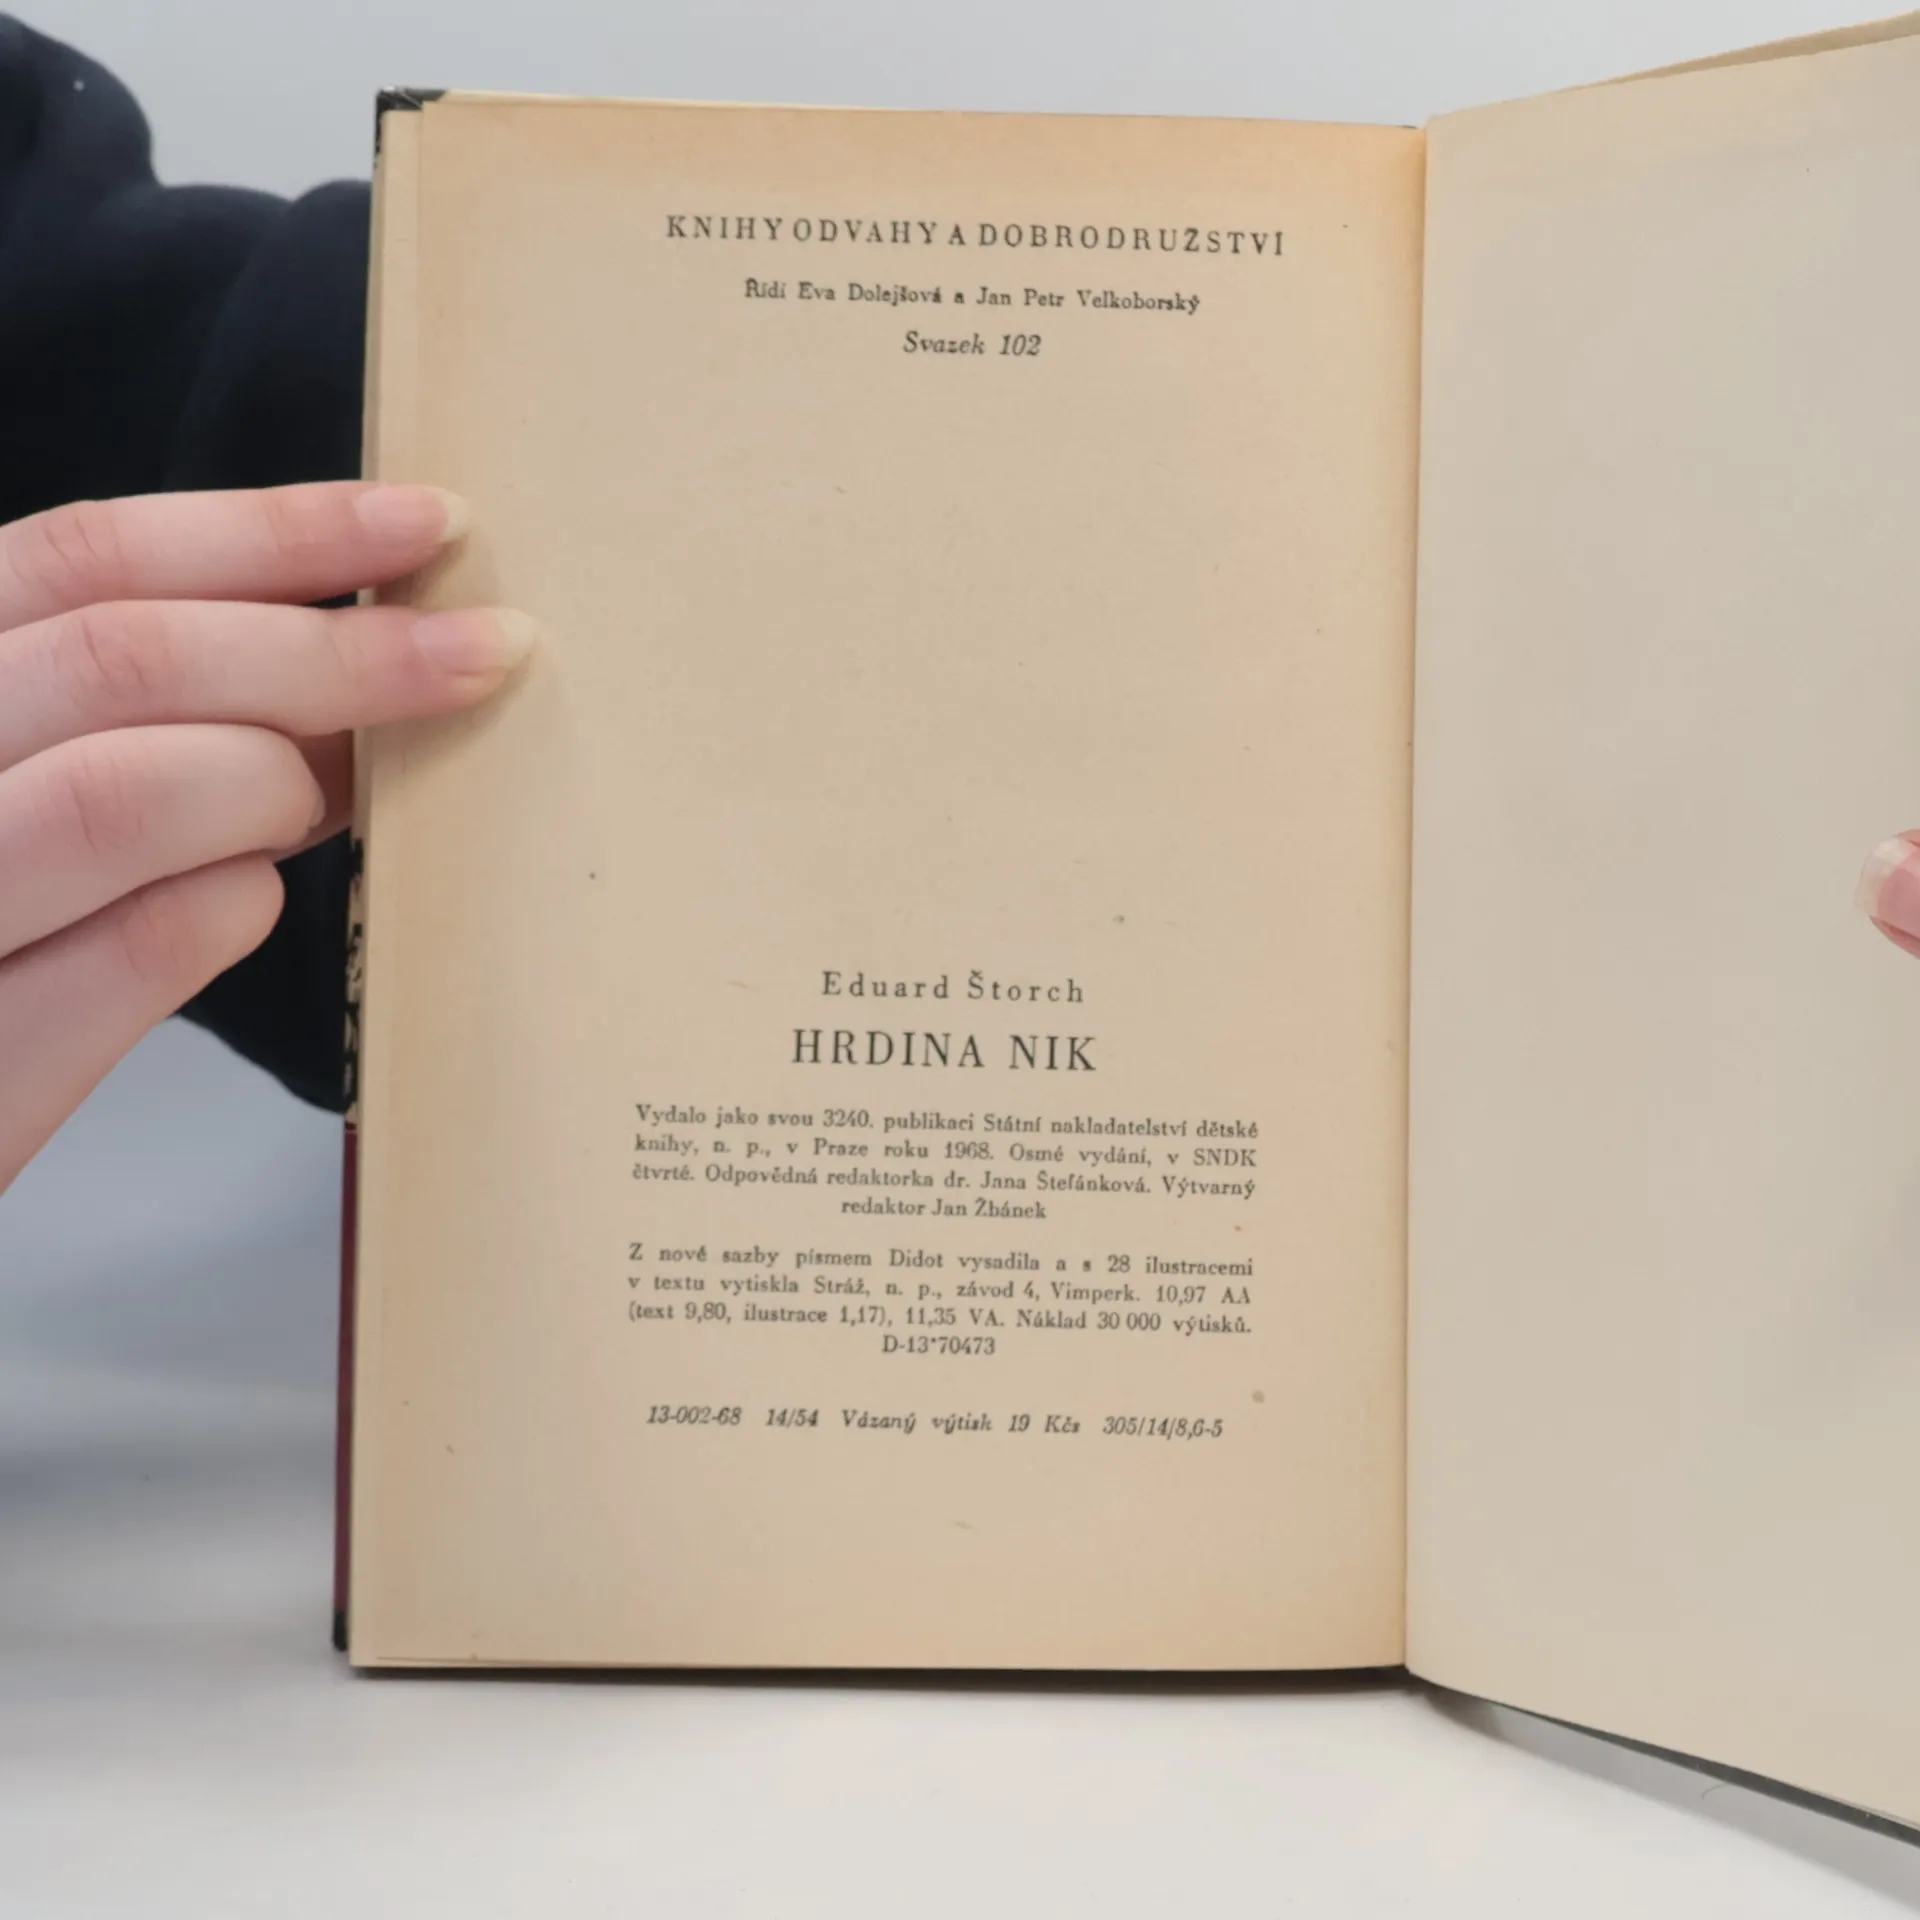 KNIHY ODVAHY A DOBRODRUŽSTVÍ
Řídí Eva Dolejšová a Jan Petr Velkoborský
Svazek 102
Eduard Štorch
HRDINA NIK
Vydalo jako svou 3240. publikaci Státní nakladatelství dětské
knihy, n. p., v Praze roku 1968. Osmé vydání, v SNDK
čtvrté. Odpovědná redaktorka dr. Jana Štefánková. Výtvarný
redaktor Jan Žbánek
Z nové sazby písmem Didot vysadila a s 28 ilustracemi
v textu vytiskla Stráž, n. p., závod 4, Vimperk. 10,97 AA
(text 9,80, ilustrace 1,17), 11,35 VA. Náklad 30 000 výtisků.
D-13*70473
13-002-68 14/54 Vázaný výtisk 19 Kčs 305/14/8,6-5